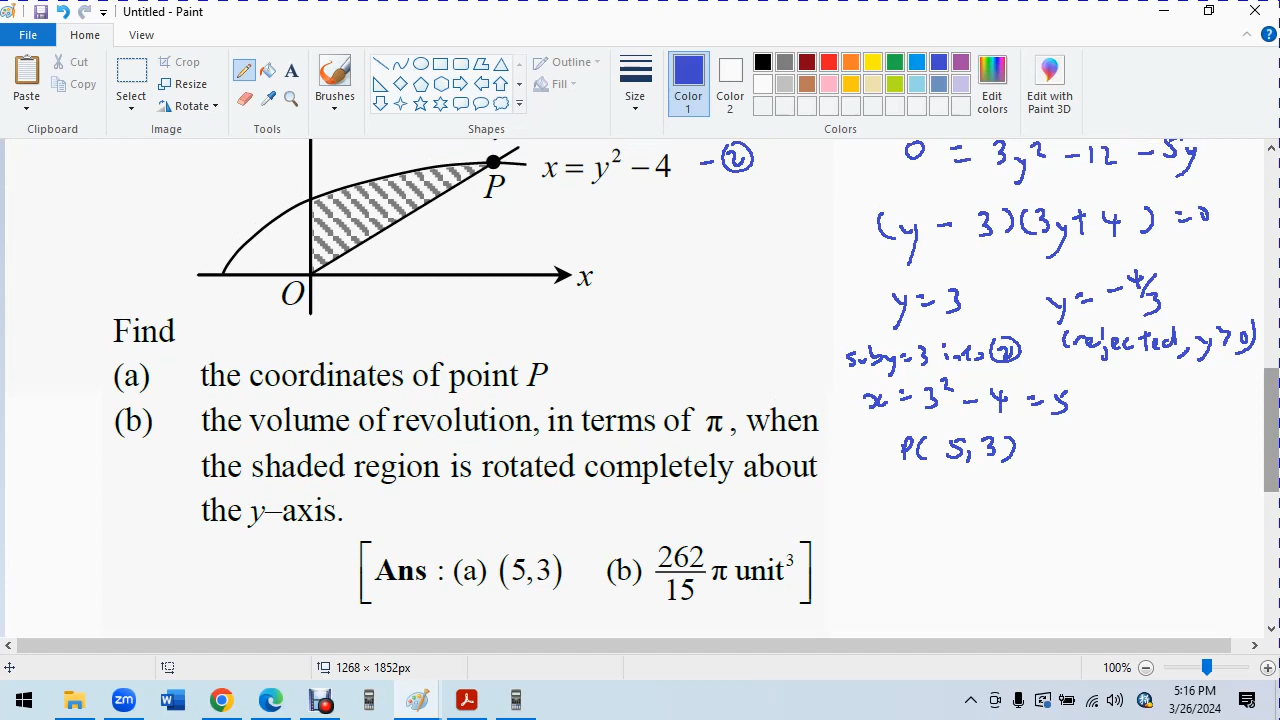 Untitled - Paint
File Home View
Paste Cut Copy Clipboard
Select Crop Resize Rotate Image
Tools
Brushes
Outline Fill Shapes
Size
Color 1 Color 2 Edit colors Colors
Edit with Paint 3D
x = y² − 4 - ②
P
x
O
Find
(a) the coordinates of point P
(b) the volume of revolution, in terms of π, when
the shaded region is rotated completely about
the y–axis.
[Ans : (a) (5,3) (b) 262/15 π unit³]
0 = 3y² - 12 - 5y
(y - 3)(3y + 4) = 0
y = 3 y = -4/3
(rejected, y > 0)
sub y = 3 into ②
x = 3² - 4 = 5
P( 5, 3)
1268 × 1852px 100%
5:16 PM
3/26/2024